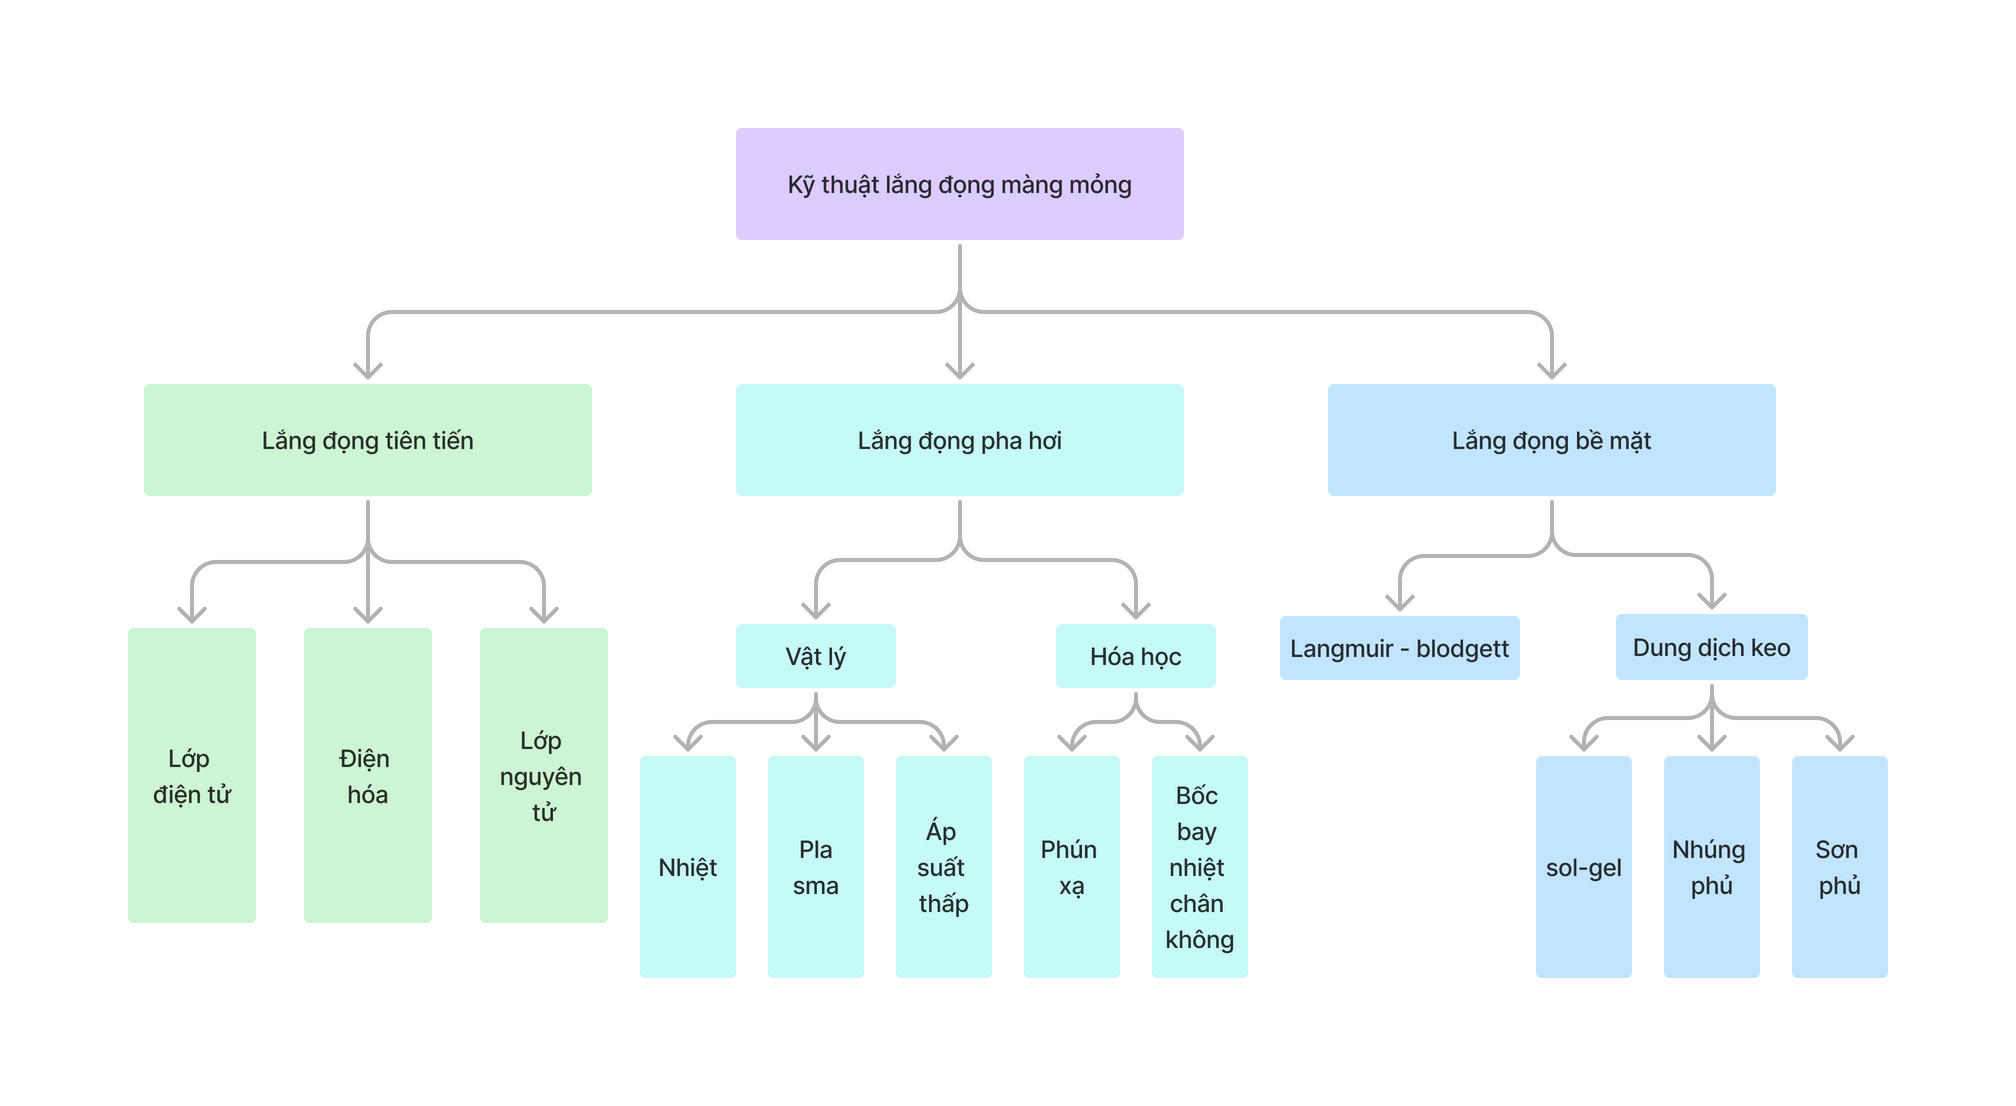 Kỹ thuật lắng đọng màng mỏng
Lắng đọng tiên tiến
Lắng đọng pha hơi
Lắng đọng bề mặt
Lớp
điện tử
Điện
hóa
Lớp
nguyên
tử
Vật lý
Hóa học
Nhiệt
Pla
sma
Áp
suất
thấp
Phún
xạ
Bốc
bay
nhiệt
chân
không
Langmuir - blodgett
Dung dịch keo
sol-gel
Nhúng
phủ
Sơn
phủ